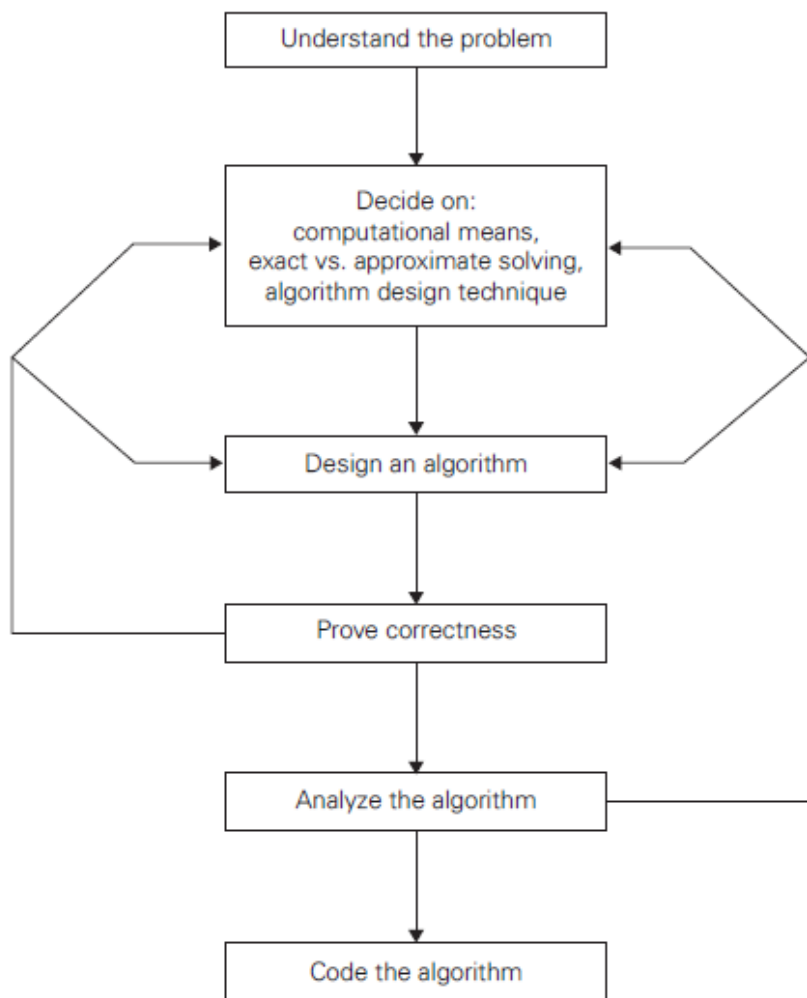 Understand the problem
Decide on:
computational means,
exact vs. approximate solving,
algorithm design technique
Design an algorithm
Prove correctness
Analyze the algorithm
Code the algorithm